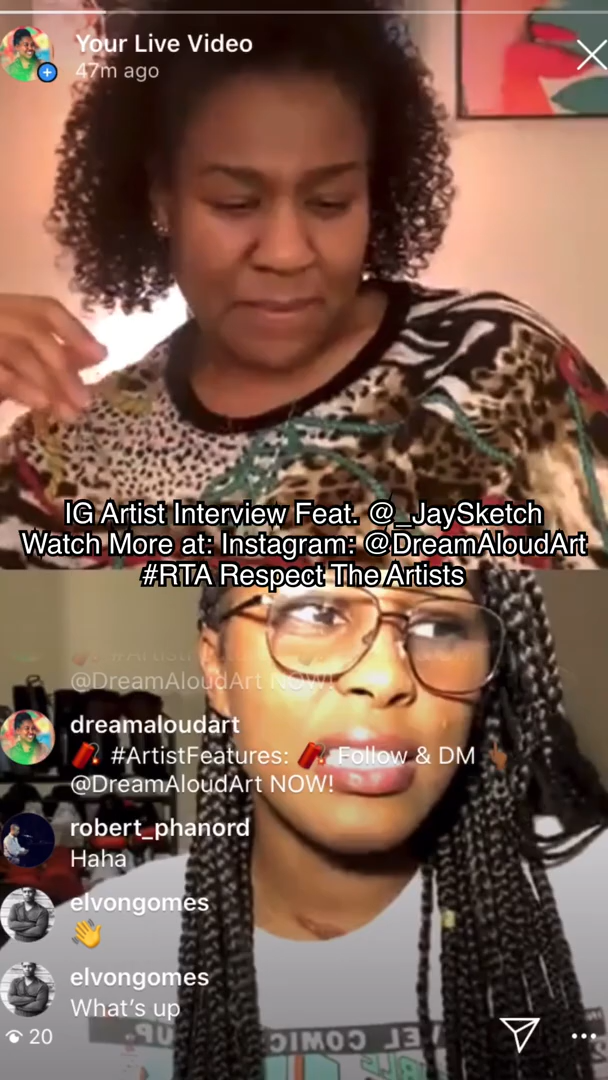 Your Live Video
47m ago
IG Artist Interview Feat. @_JaySketch
Watch More at: Instagram: @DreamAloudArt
#RTA Respect The Artists
@DreamAloudArt NOW!
dreamaloudart
🧨 #ArtistFeatures: 🧨 Follow & DM 👆🏾
@DreamAloudArt NOW!
robert_phanord
Haha
elvongomes
👋
elvongomes
What's up
20
COMIC